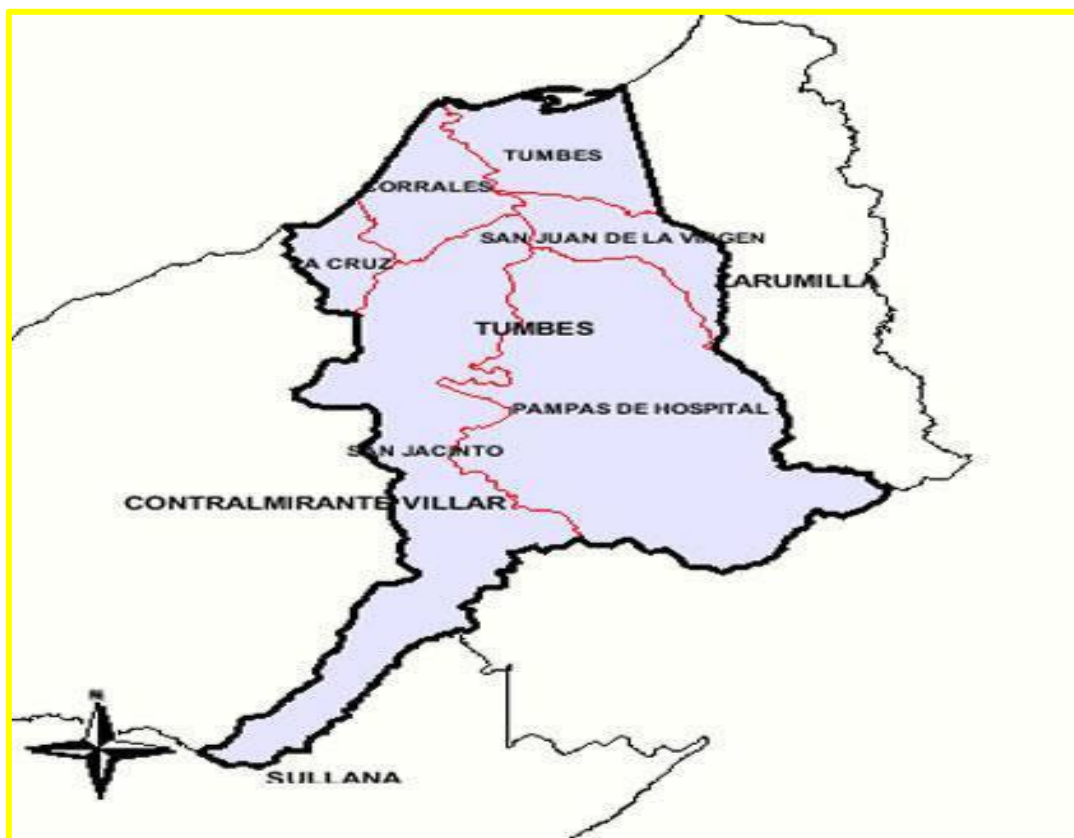 TUMBES
CORRALES
SAN JUAN DE LA VIRGEN
A CRUZ
ARUMILLA
TUMBES
PAMPAS DE HOSPITAL
SAN JACINTO
CONTRALMIRANTE VILLAR
N
SULLANA